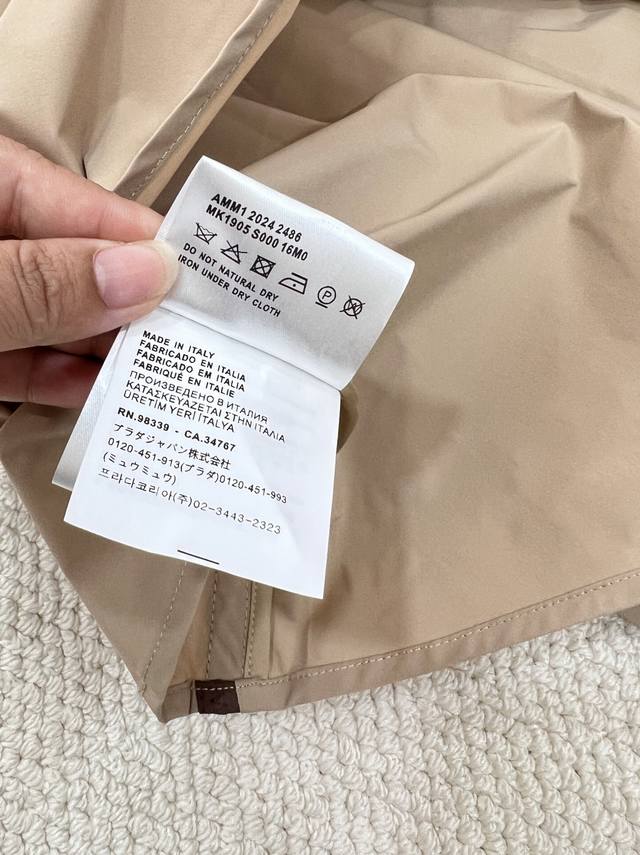 AMM1 2024 2486
MK1905 S000 16M0
P
DO NOT NATURAL DRY
IRON UNDER DRY CLOTH
MADE IN ITALY
FABRICADO EN ITALIA
FABRICADO EM ITALIA
FABRIQUÉ EN ITALIE
ПРОИЗВЕДЕНО В ИТАЛИЯ
ΚΑΤΑΣΚΕΥΑΖΕΤΑΙ ΣΤΗΝ ΙΤΑΛΙΑ
ÜRETİM YERİ İTALYA
RN.98339 - CA.34767
プラダジャパン株式会社
0120-451-913(プラダ)0120-451-993
(ミュウミュウ)
프라다코리아(주)02-3443-2323